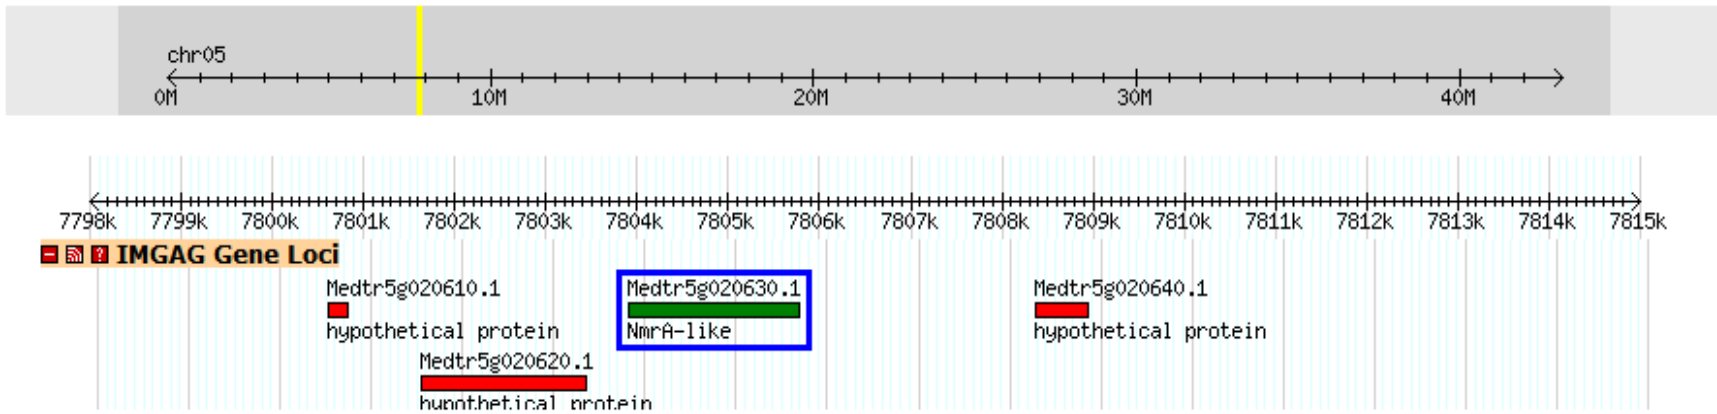 chr05
0M 10M 20M 30M 40M
7798k 7799k 7800k 7801k 7802k 7803k 7804k 7805k 7806k 7807k 7808k 7809k 7810k 7811k 7812k 7813k 7814k 7815k
IMGAG Gene Loci
Medtr5g020610.1 Medtr5g020630.1 Medtr5g020640.1
hypothetical protein NmrA-like hypothetical protein
Medtr5g020620.1
hypothetical protein